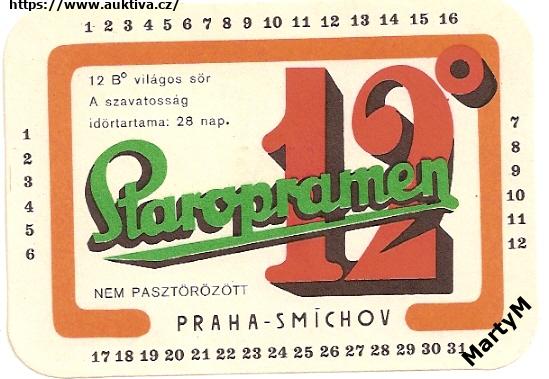 https://www.auktiva.cz/
1 2 3 4 5 6 7 8 9 10 11 12 13 14 15 16
12 B° világos sör
A szavatosság
időrtartama: 28 nap.
12°
Staropramen
NEM PASZTŐRÖZÖTT
PRAHA-SMÍCHOV
1
2
3
4
5
6
7
8
9
10
11
12
17 18 19 20 21 22 23 24 25 26 27 28 29 30 31
MartyM